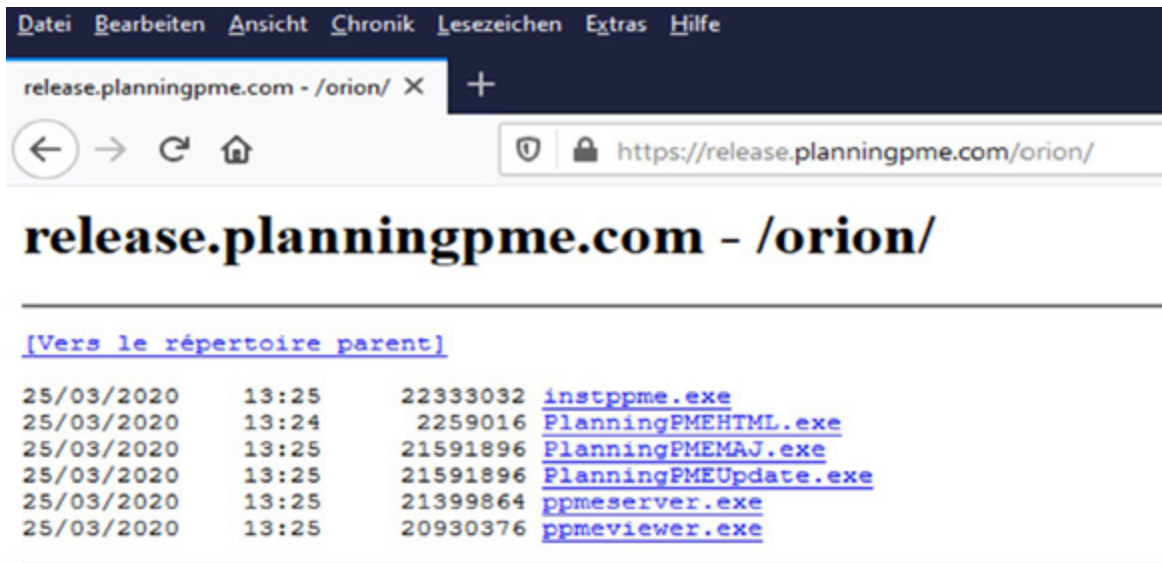 Datei Bearbeiten Ansicht Chronik Lesezeichen Extras Hilfe
release.planningpme.com - /orion/
https://release.planningpme.com/orion/
release.planningpme.com - /orion/
[Vers le répertoire parent]
25/03/2020 13:25 22333032 instppme.exe
25/03/2020 13:24 2259016 PlanningPMEHTML.exe
25/03/2020 13:25 21591896 PlanningPMEMAJ.exe
25/03/2020 13:25 21591896 PlanningPMEUpdate.exe
25/03/2020 13:25 21399864 ppmeserver.exe
25/03/2020 13:25 20930376 ppmeviewer.exe